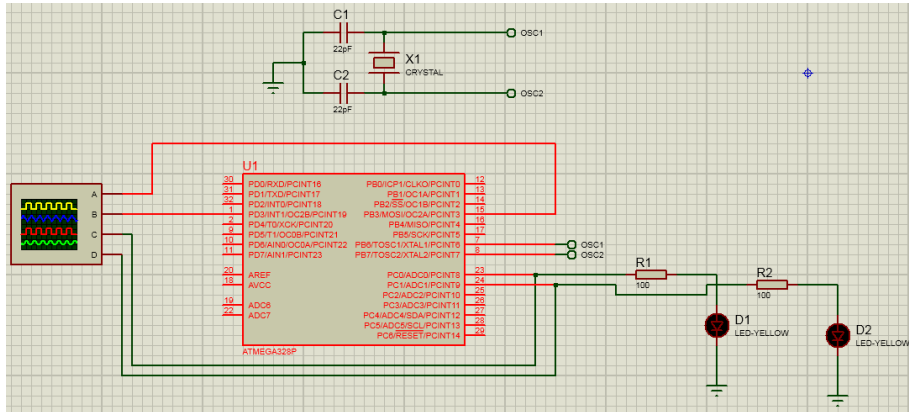 C1
22pF
OSC1
X1
CRYSTAL
C2
22pF
OSC2
U1
A
B
C
D
30 PD0/RXD/PCINT16 PB0/ICP1/CLKO/PCINT0 12
31 PD1/TXD/PCINT17 PB1/OC1A/PCINT1 13
32 PD2/INT0/PCINT18 PB2/SS/OC1B/PCINT2 14
1 PD3/INT1/OC2B/PCINT19 PB3/MOSI/OC2A/PCINT3 15
2 PD4/T0/XCK/PCINT20 PB4/MISO/PCINT4 16
9 PD5/T1/OC0B/PCINT21 PB5/SCK/PCINT5 17
10 PD6/AIN0/OC0A/PCINT22 PB6/TOSC1/XTAL1/PCINT6 7 OSC1
11 PD7/AIN1/PCINT23 PB7/TOSC2/XTAL2/PCINT7 8 OSC2
20 AREF PC0/ADC0/PCINT8 23
18 AVCC PC1/ADC1/PCINT9 24
PC2/ADC2/PCINT10 25
19 ADC6 PC3/ADC3/PCINT11 26
22 ADC7 PC4/ADC4/SDA/PCINT12 27
PC5/ADC5/SCL/PCINT13 28
PC6/RESET/PCINT14 29
ATMEGA328P
R1
100
R2
100
D1
LED-YELLOW
D2
LED-YELLOW